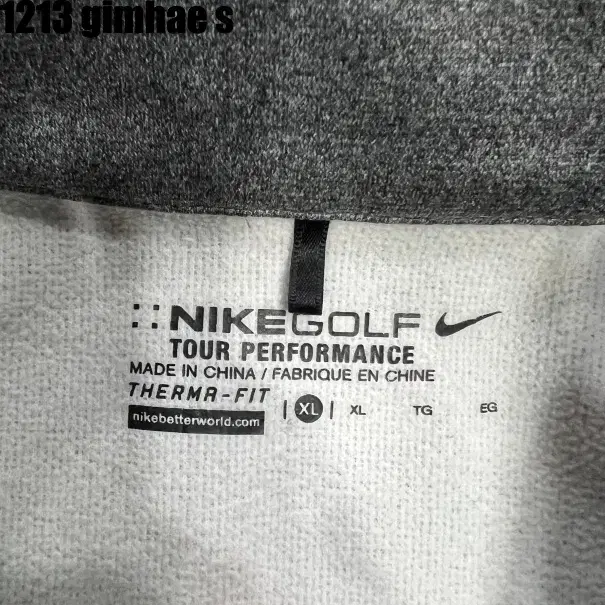 1213 gimhae s
NIKEGOLF
TOUR PERFORMANCE
MADE IN CHINA / FABRIQUE EN CHINE
THERMA-FIT
nikebetterworld.com
| XL | XL TG EG